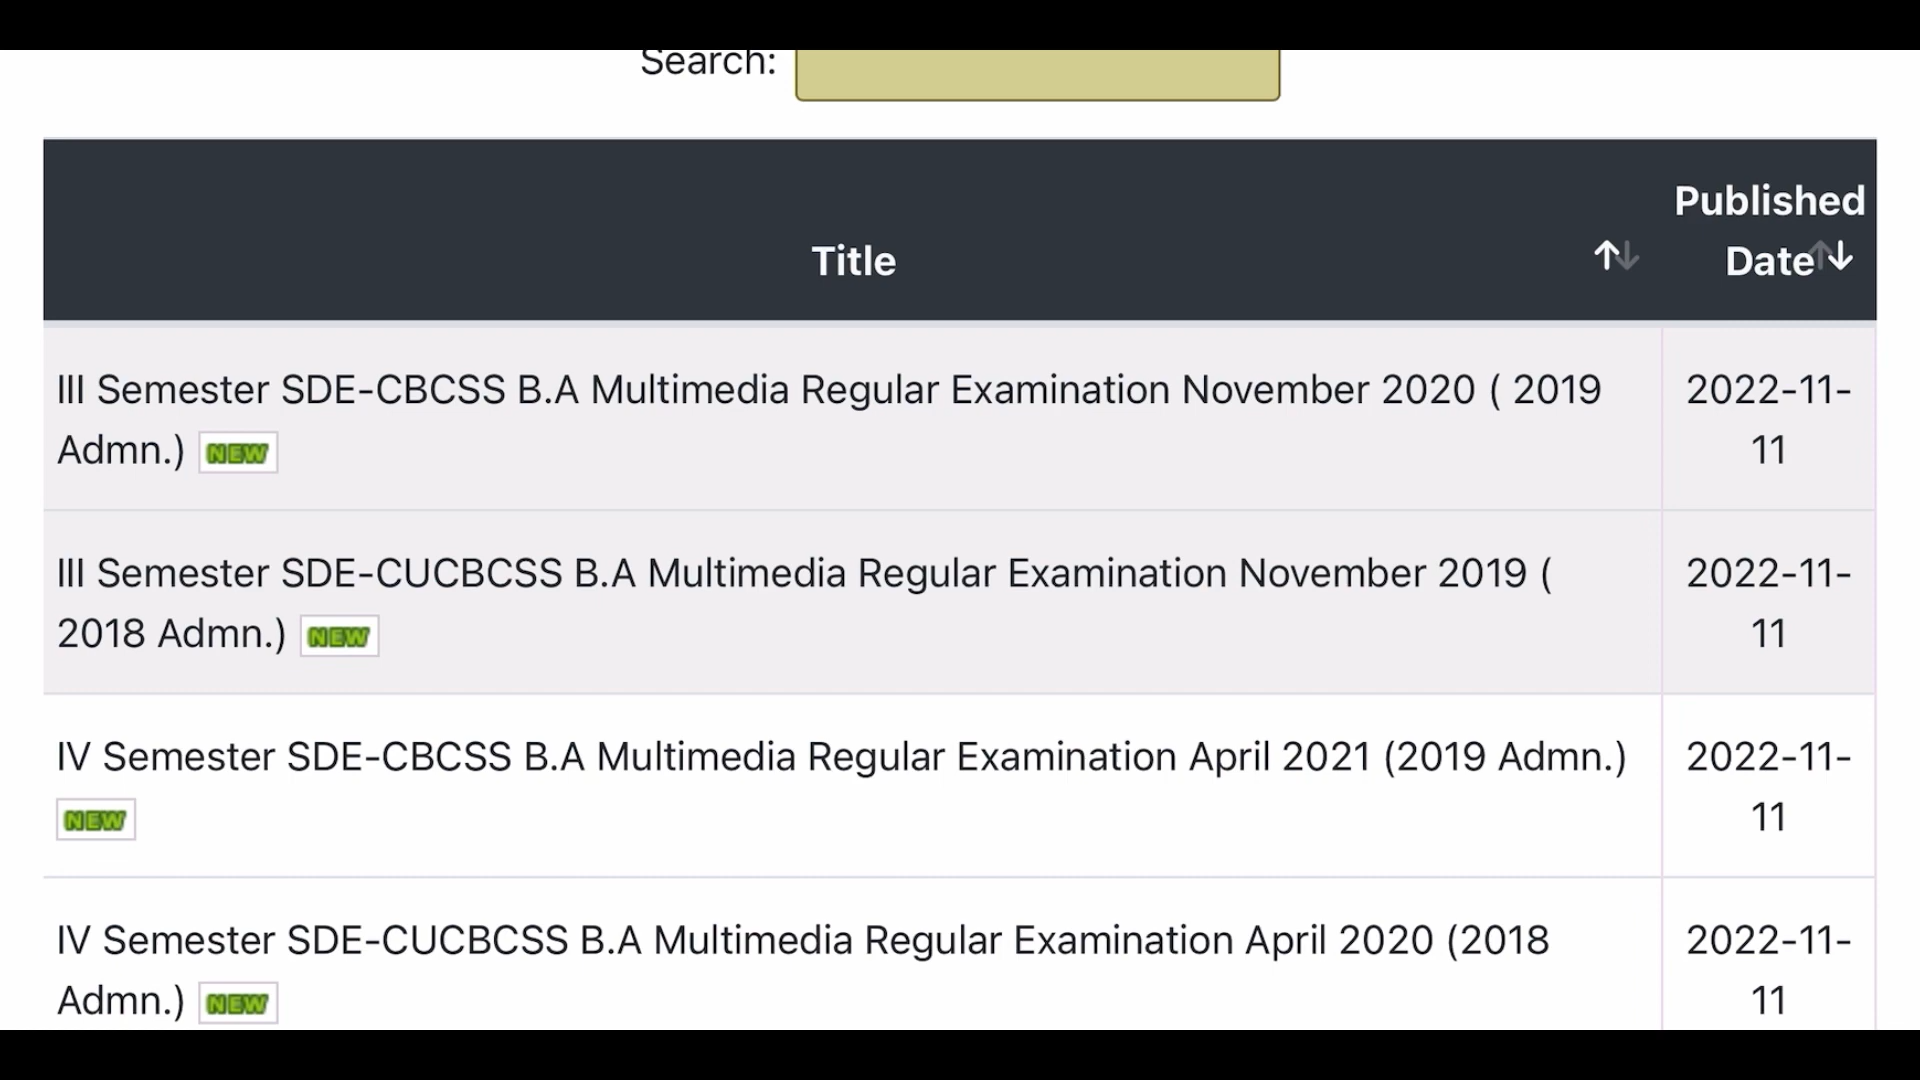 Search:
Published
Title
Date
III Semester SDE-CBCSS B.A Multimedia Regular Examination November 2020 ( 2019
2022-11-
Admn.) NEW
11
III Semester SDE-CUCBCSS B.A Multimedia Regular Examination November 2019 (
2022-11-
2018 Admn.) NEW
11
IV Semester SDE-CBCSS B.A Multimedia Regular Examination April 2021 (2019 Admn.)
2022-11-
NEW
11
IV Semester SDE-CUCBCSS B.A Multimedia Regular Examination April 2020 (2018
2022-11-
Admn.) NEW
11